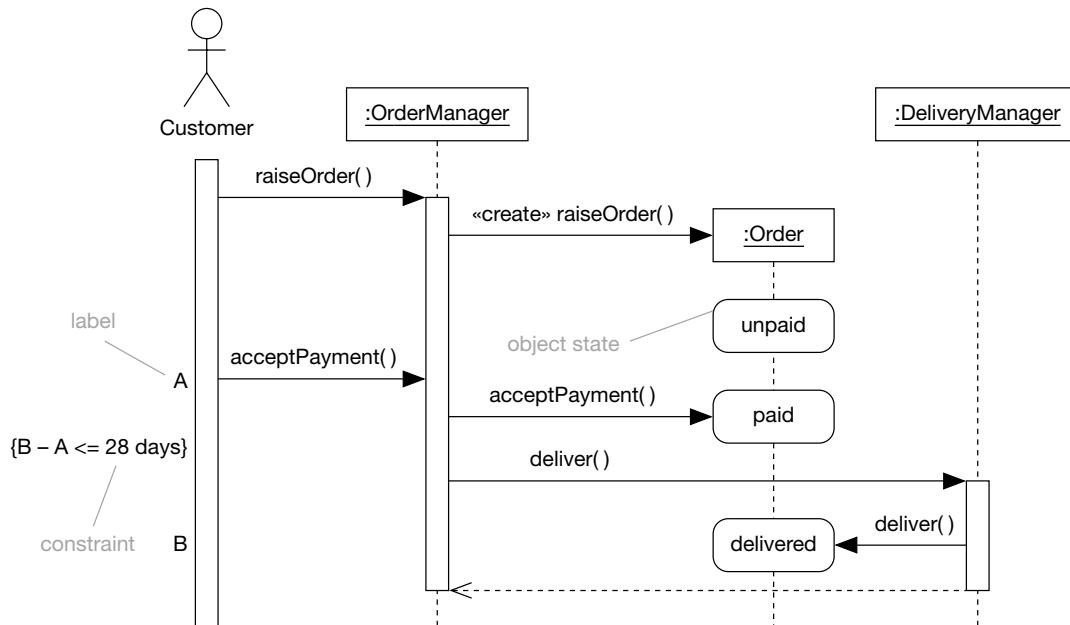 Customer
:OrderManager
:DeliveryManager
raiseOrder( )
«create» raiseOrder( )
:Order
label
object state
unpaid
A
acceptPayment( )
acceptPayment( )
paid
{B – A <= 28 days}
deliver( )
constraint
B
delivered
deliver( )